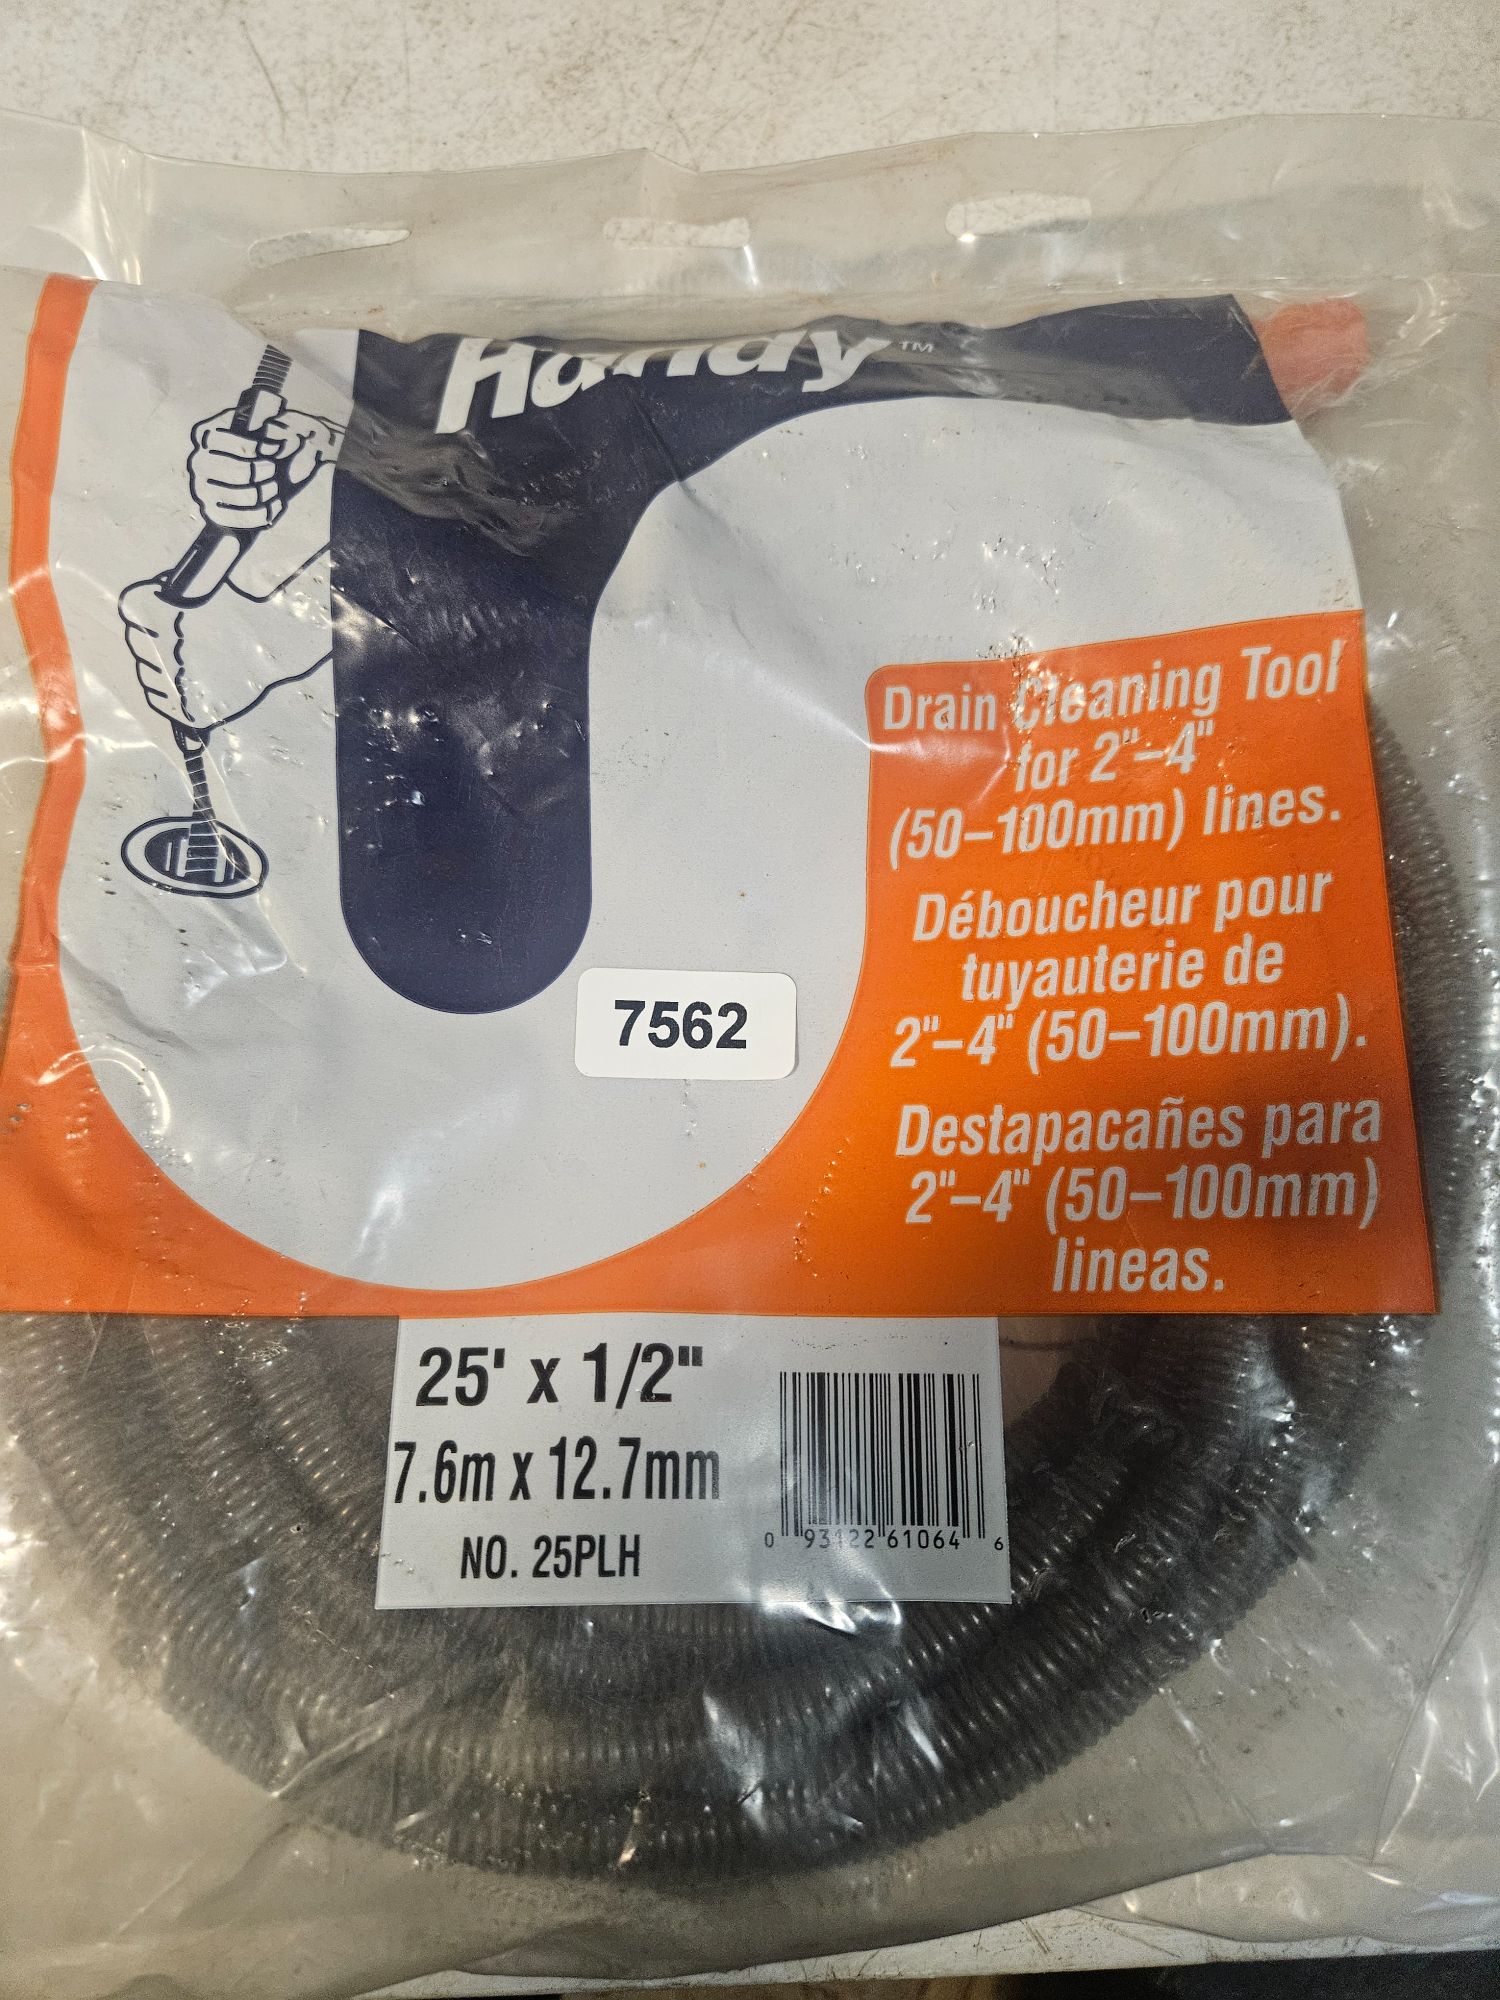 Handy™
Drain Cleaning Tool
for 2"–4"
(50–100mm) lines.
Déboucheur pour
tuyauterie de
2"–4" (50–100mm).
Destapacañes para
2"–4" (50–100mm)
lineas.
7562
25' x 1/2"
7.6m x 12.7mm
NO. 25PLH
0 93122 61064 6